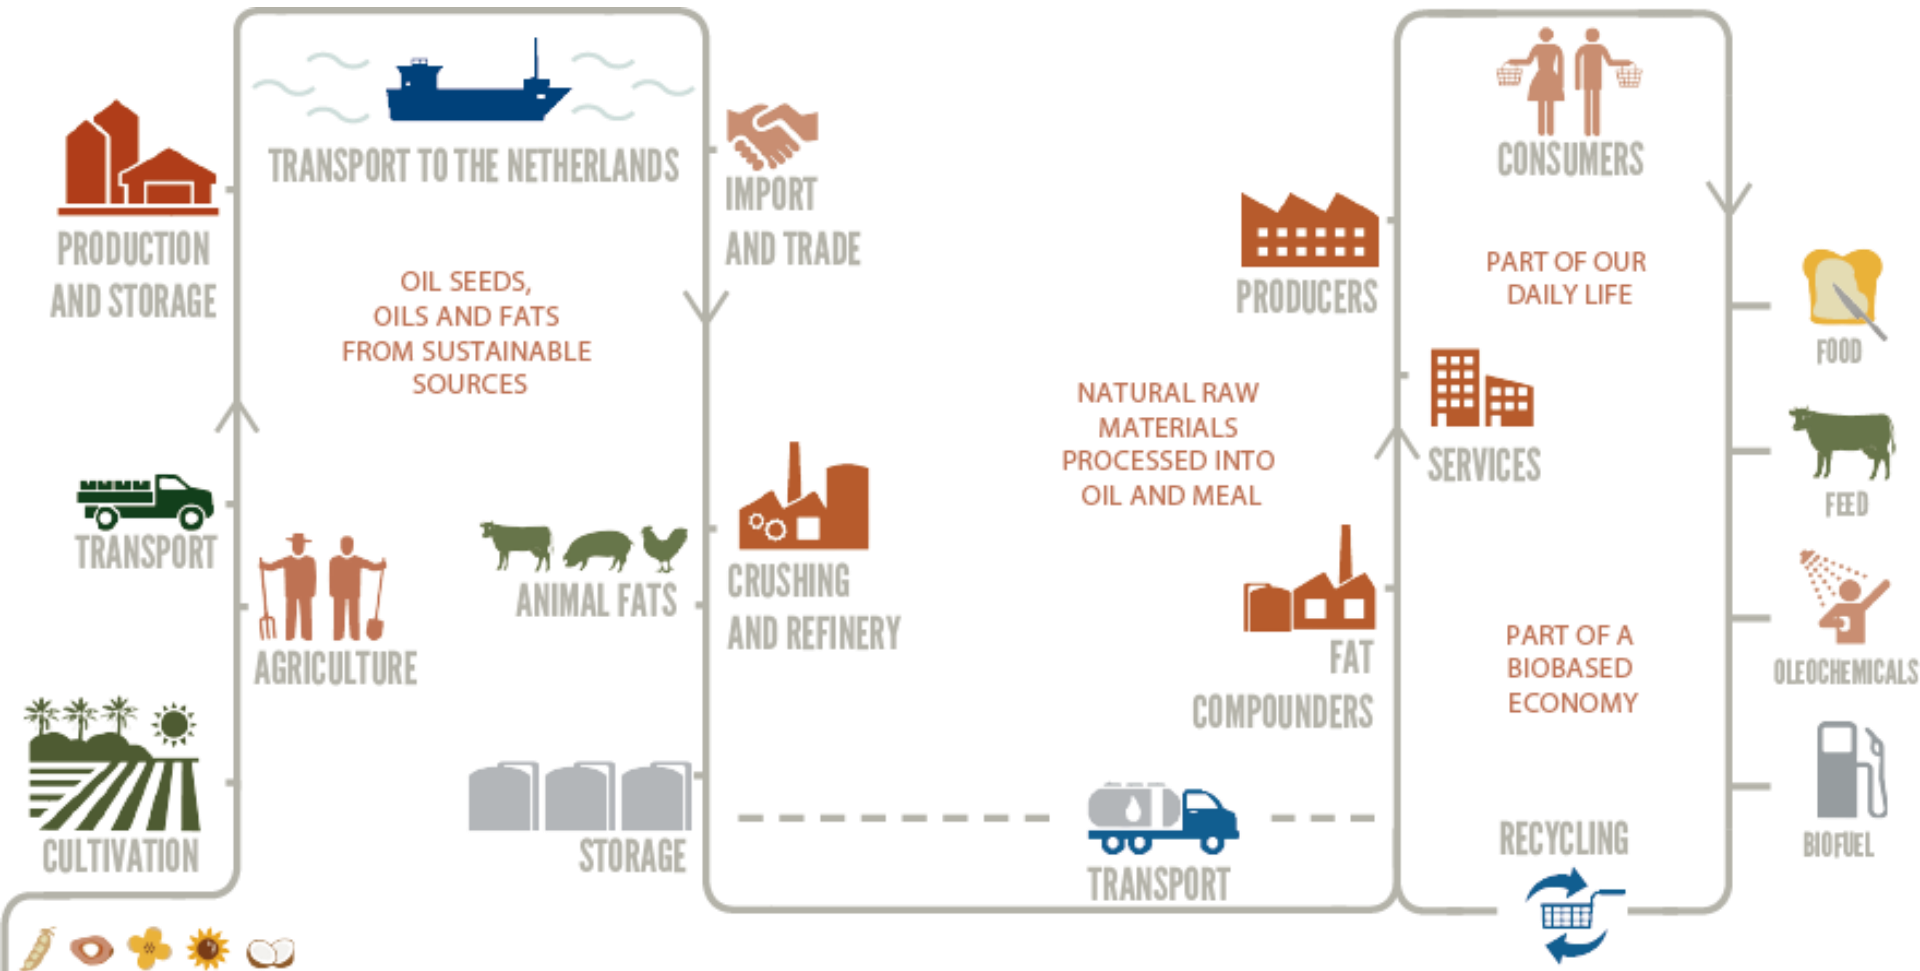 TRANSPORT TO THE NETHERLANDS
PRODUCTION
AND STORAGE
OIL SEEDS,
OILS AND FATS
FROM SUSTAINABLE
SOURCES
TRANSPORT
AGRICULTURE
CULTIVATION
IMPORT
AND TRADE
ANIMAL FATS
CRUSHING
AND REFINERY
STORAGE
NATURAL RAW
MATERIALS
PROCESSED INTO
OIL AND MEAL
TRANSPORT
PRODUCERS
SERVICES
FAT
COMPOUNDERS
CONSUMERS
PART OF OUR
DAILY LIFE
PART OF A
BIOBASED
ECONOMY
RECYCLING
FOOD
FEED
OLEOCHEMICALS
BIOFUEL